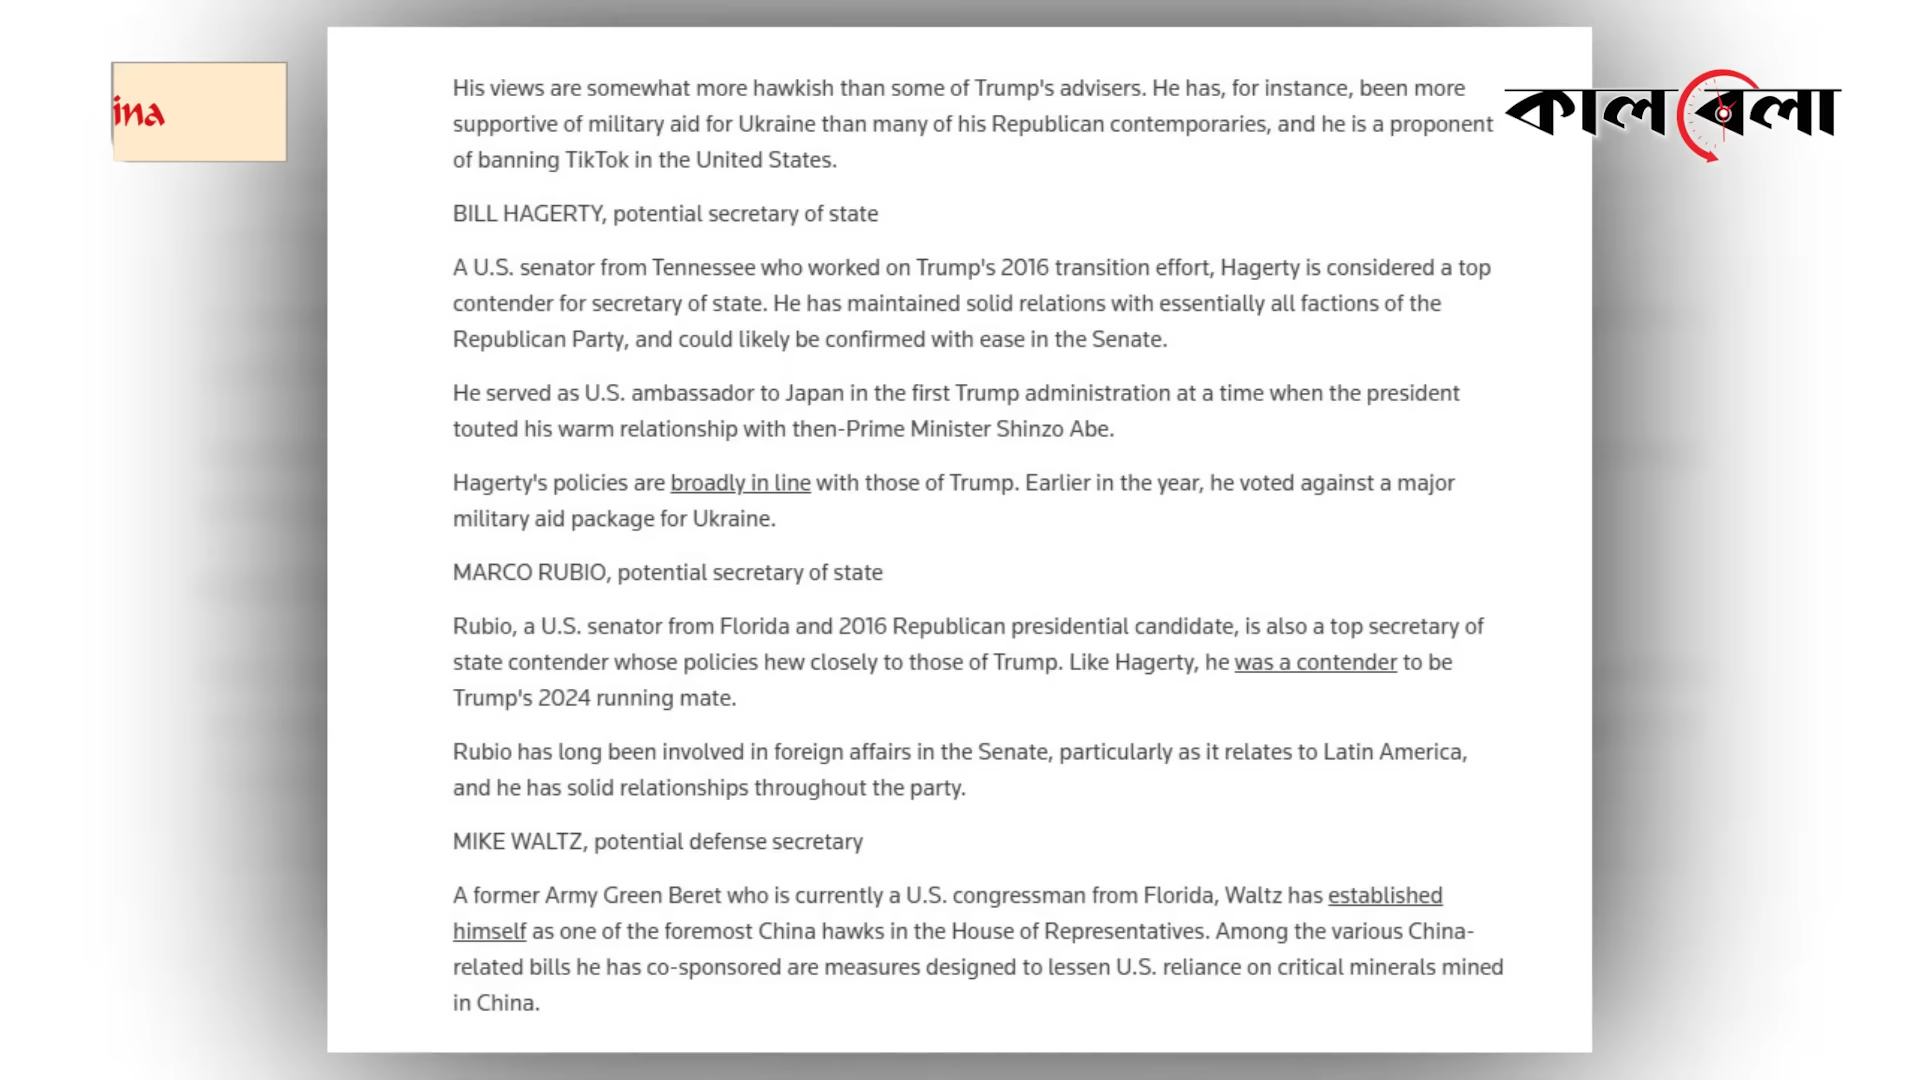 ina
কালবেলা
His views are somewhat more hawkish than some of Trump's advisers. He has, for instance, been more
supportive of military aid for Ukraine than many of his Republican contemporaries, and he is a proponent
of banning TikTok in the United States.
BILL HAGERTY, potential secretary of state
A U.S. senator from Tennessee who worked on Trump's 2016 transition effort, Hagerty is considered a top
contender for secretary of state. He has maintained solid relations with essentially all factions of the
Republican Party, and could likely be confirmed with ease in the Senate.
He served as U.S. ambassador to Japan in the first Trump administration at a time when the president
touted his warm relationship with then-Prime Minister Shinzo Abe.
Hagerty's policies are broadly in line with those of Trump. Earlier in the year, he voted against a major
military aid package for Ukraine.
MARCO RUBIO, potential secretary of state
Rubio, a U.S. senator from Florida and 2016 Republican presidential candidate, is also a top secretary of
state contender whose policies hew closely to those of Trump. Like Hagerty, he was a contender to be
Trump's 2024 running mate.
Rubio has long been involved in foreign affairs in the Senate, particularly as it relates to Latin America,
and he has solid relationships throughout the party.
MIKE WALTZ, potential defense secretary
A former Army Green Beret who is currently a U.S. congressman from Florida, Waltz has established
himself as one of the foremost China hawks in the House of Representatives. Among the various China-
related bills he has co-sponsored are measures designed to lessen U.S. reliance on critical minerals mined
in China.